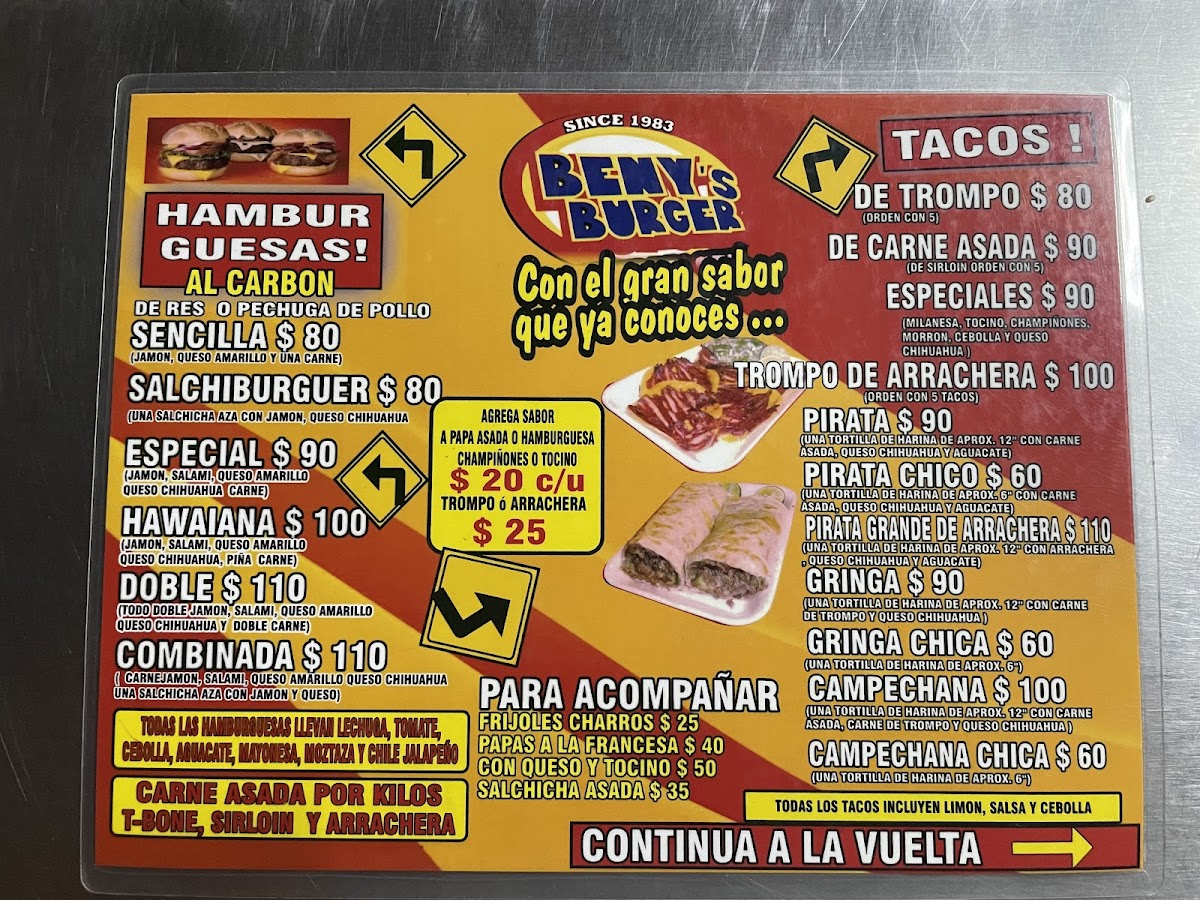 HAMBUR
GUESAS!
AL CARBON
DE RES O PECHUGA DE POLLO
SENCILLA $ 80
(JAMON, QUESO AMARILLO Y UNA CARNE)
SALCHIBURGUER $ 80
(UNA SALCHICHA AZA CON JAMON, QUESO CHIHUAHUA
ESPECIAL $ 90
(JAMON, SALAMI, QUESO AMARILLO
QUESO CHIHUAHUA CARNE)
HAWAIANA $ 100
(JAMON, SALAMI, QUESO AMARILLO
QUESO CHIHUAHUA, PIÑA CARNE)
DOBLE $ 110
(TODO DOBLE JAMON, SALAMI, QUESO AMARILLO
QUESO CHIHUAHUA Y DOBLE CARNE)
COMBINADA $ 110
( CARNEJAMON, SALAMI, QUESO AMARILLO QUESO CHIHUAHUA
UNA SALCHICHA AZA CON JAMON Y QUESO)
TODAS LAS HAMBURGUESAS LLEVAN LECHUGA, TOMATE,
CEBOLLA, AGUACATE, MAYONESA, MOZTAZA Y CHILE JALAPEÑO
CARNE ASADA POR KILOS
T-BONE, SIRLOIN Y ARRACHERA
SINCE 1983
BENY'S
BURGER
Con el gran sabor
que ya conoces ...
AGREGA SABOR
A PAPA ASADA O HAMBURGUESA
CHAMPIÑONES O TOCINO
$ 20 c/u
TROMPO ó ARRACHERA
$ 25
PARA ACOMPAÑAR
FRIJOLES CHARROS $ 25
PAPAS A LA FRANCESA $ 40
CON QUESO Y TOCINO $ 50
SALCHICHA ASADA $ 35
TACOS !
DE TROMPO $ 80
(ORDEN CON 5)
DE CARNE ASADA $ 90
(DE SIRLOIN ORDEN CON 5)
ESPECIALES $ 90
(MILANESA, TOCINO, CHAMPIÑONES,
MORRON, CEBOLLA Y QUESO
CHIHUAHUA )
TROMPO DE ARRACHERA $ 100
(ORDEN CON 5 TACOS)
PIRATA $ 90
(UNA TORTILLA DE HARINA DE APROX. 12" CON CARNE
ASADA, QUESO CHIHUAHUA Y AGUACATE)
PIRATA CHICO $ 60
(UNA TORTILLA DE HARINA DE APROX. 6" CON CARNE
ASADA, QUESO CHIHUAHUA Y AGUACATE)
PIRATA GRANDE DE ARRACHERA $ 110
(UNA TORTILLA DE HARINA DE APROX. 12" CON ARRACHERA
, QUESO CHIHUAHUA Y AGUACATE)
GRINGA $ 90
(UNA TORTILLA DE HARINA DE APROX. 12" CON CARNE
DE TROMPO Y QUESO CHIHUAHUA )
GRINGA CHICA $ 60
(UNA TORTILLA DE HARINA DE APROX. 6")
CAMPECHANA $ 100
(UNA TORTILLA DE HARINA DE APROX. 12" CON CARNE
ASADA, CARNE DE TROMPO Y QUESO CHIHUAHUA )
CAMPECHANA CHICA $ 60
(UNA TORTILLA DE HARINA DE APROX. 6")
TODAS LOS TACOS INCLUYEN LIMON, SALSA Y CEBOLLA
CONTINUA A LA VUELTA